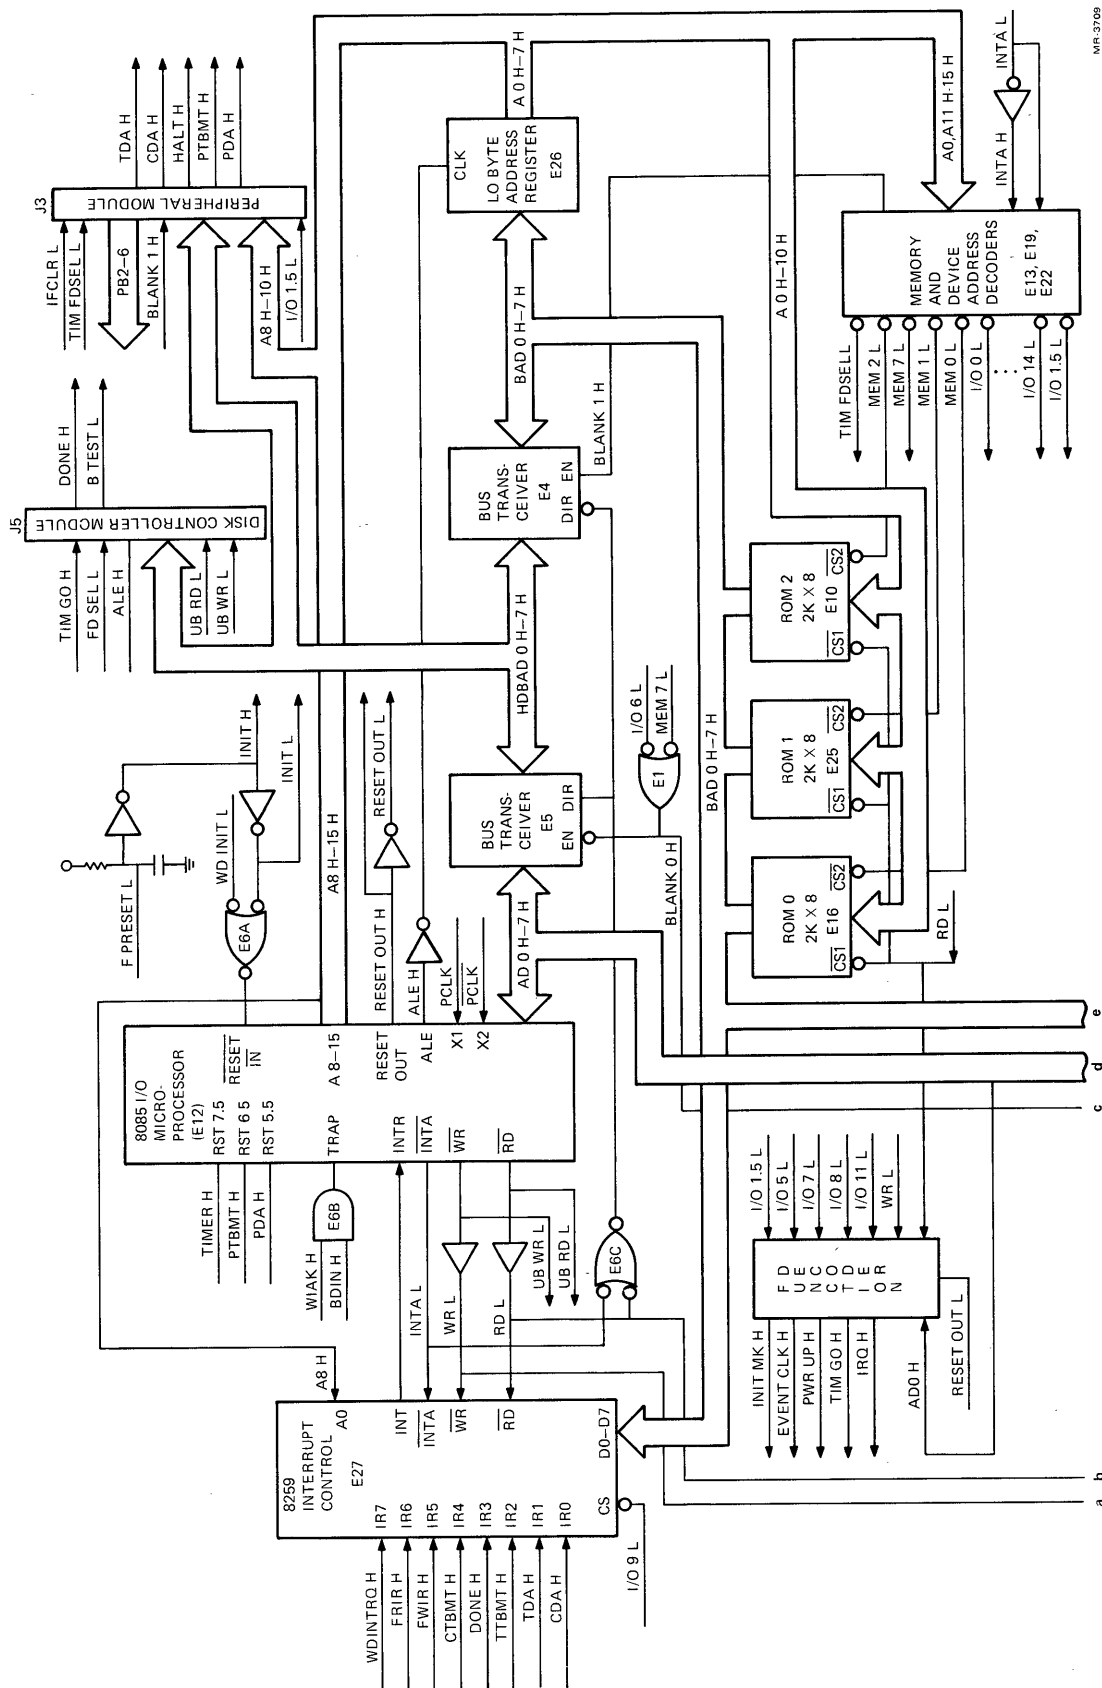 8259
INTERRUPT
CONTROL
E27
A0
INT
INTA
WR
RD
D0–D7
CS
IR7
IR6
IR5
IR4
IR3
IR2
IR1
IR0
WDINTRQ H
FRIR H
FWIR H
CTBMT H
DONE H
TTBMT H
TDA H
CDA H
I/O 9 L
A8 H
INTA L
WR L
RD L
UB WR L
UB RD L
E6C
WIAK H
BDIN H
E6B
TIMER H
PTBMT H
PDA H
8085 I/O
MICRO-
PROCESSOR
(E12)
RST 7.5
RST 6 5
RST 5.5
TRAP
INTR
INTA
WR
RD
RESET
IN
A 8–15
RESET
OUT
ALE
X1
X2
F PRESET L
WD INIT L
E6A
INIT H
INIT L
A8 H–15 H
RESET OUT H
RESET OUT L
ALE H
PCLK
PCLK
AD 0 H–7 H
BUS
TRANS-
CEIVER
E5
EN
DIR
HDBAD 0 H–7 H
BUS
TRANS-
CEIVER
E4
DIR
EN
BLANK 1 H
BAD 0 H–7 H
CLK
LO BYTE
ADDRESS
REGISTER
E26
A 0 H–7 H
J5
DISK CONTROLLER MODULE
TIM GO H
FD SEL L
ALE H
UB RD L
UB WR L
DONE H
B TEST L
J3
PERIPHERAL MODULE
IFCLR L
TIM FDSEL L
PB2–6
BLANK 1 H
A8 H–10 H
I/O 1.5 L
TDA H
CDA H
HALT H
PTBMT H
PDA H
I/O 6 L
MEM 7 L
E1
BLANK 0 H
BAD 0 H–7 H
ROM 0
2K X 8
E16
CS1
CS2
ROM 1
2K X 8
E25
CS1
CS2
ROM 2
2K X 8
E10
CS1
CS2
RD L
A 0 H–10 H
MEMORY
AND
DEVICE
ADDRESS
DECODERS
E13, E19,
E22
A0,A11 H-15 H
INTA H
INTA L
TIM FDSEL L
MEM 2 L
MEM 7 L
MEM 1 L
MEM 0 L
I/O 0 L
I/O 14 L
I/O 1.5 L
I/O 1.5 L
I/O 5 L
I/O 7 L
I/O 8 L
I/O 11 L
WR L
F D
U E
N C
C O
T D
I E
O R
N
INIT MK H
EVENT CLK H
PWR UP H
TIM GO H
IRQ H
AD0 H
RESET OUT L
a
b
c
d
e
MR-3709